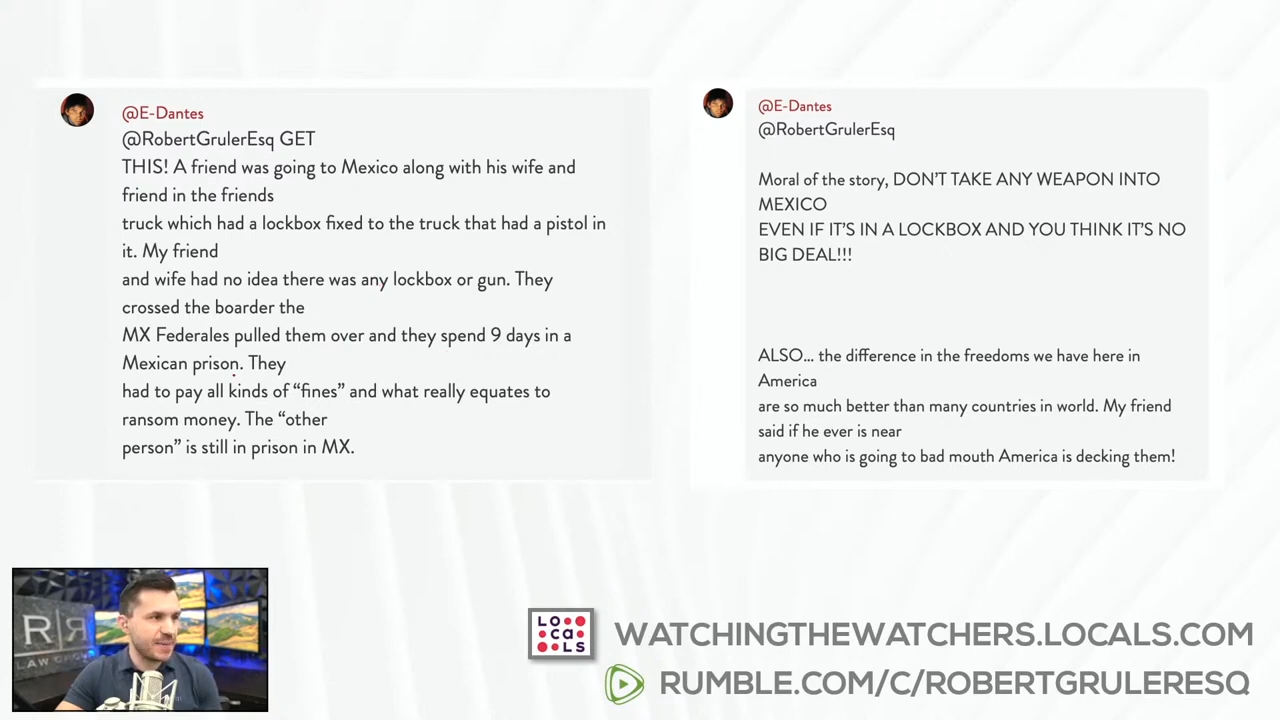 @E-Dantes
@RobertGrulerEsq GET
THIS! A friend was going to Mexico along with his wife and
friend in the friends
truck which had a lockbox fixed to the truck that had a pistol in
it. My friend
and wife had no idea there was any lockbox or gun. They
crossed the boarder the
MX Federales pulled them over and they spend 9 days in a
Mexican prison. They
had to pay all kinds of “fines” and what really equates to
ransom money. The “other
person” is still in prison in MX.
@E-Dantes
@RobertGrulerEsq
Moral of the story, DON’T TAKE ANY WEAPON INTO
MEXICO
EVEN IF IT’S IN A LOCKBOX AND YOU THINK IT’S NO
BIG DEAL!!!
ALSO... the difference in the freedoms we have here in
America
are so much better than many countries in world. My friend
said if he ever is near
anyone who is going to bad mouth America is decking them!
R|R
LAW GROUP
LOcaLS
WATCHINGTHEWATCHERS.LOCALS.COM
RUMBLE.COM/C/ROBERTGRULERESQ